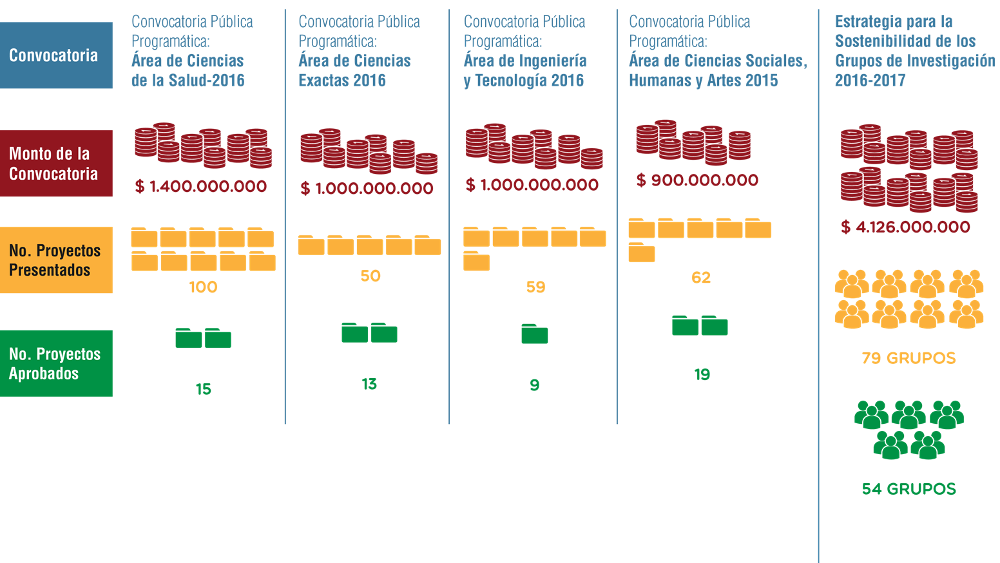 Convocatoria
Convocatoria Pública
Programática:
Área de Ciencias
de la Salud-2016
Convocatoria Pública
Programática:
Área de Ciencias
Exactas 2016
Convocatoria Pública
Programática:
Área de Ingeniería
y Tecnología 2016
Convocatoria Pública
Programática:
Área de Ciencias Sociales,
Humanas y Artes 2015
Estrategia para la
Sostenibilidad de los
Grupos de Investigación
2016-2017
Monto de la
Convocatoria
$ 1.400.000.000
$ 1.000.000.000
$ 1.000.000.000
$ 900.000.000
$ 4.126.000.000
No. Proyectos
Presentados
100
50
59
62
79 GRUPOS
No. Proyectos
Aprobados
15
13
9
19
54 GRUPOS